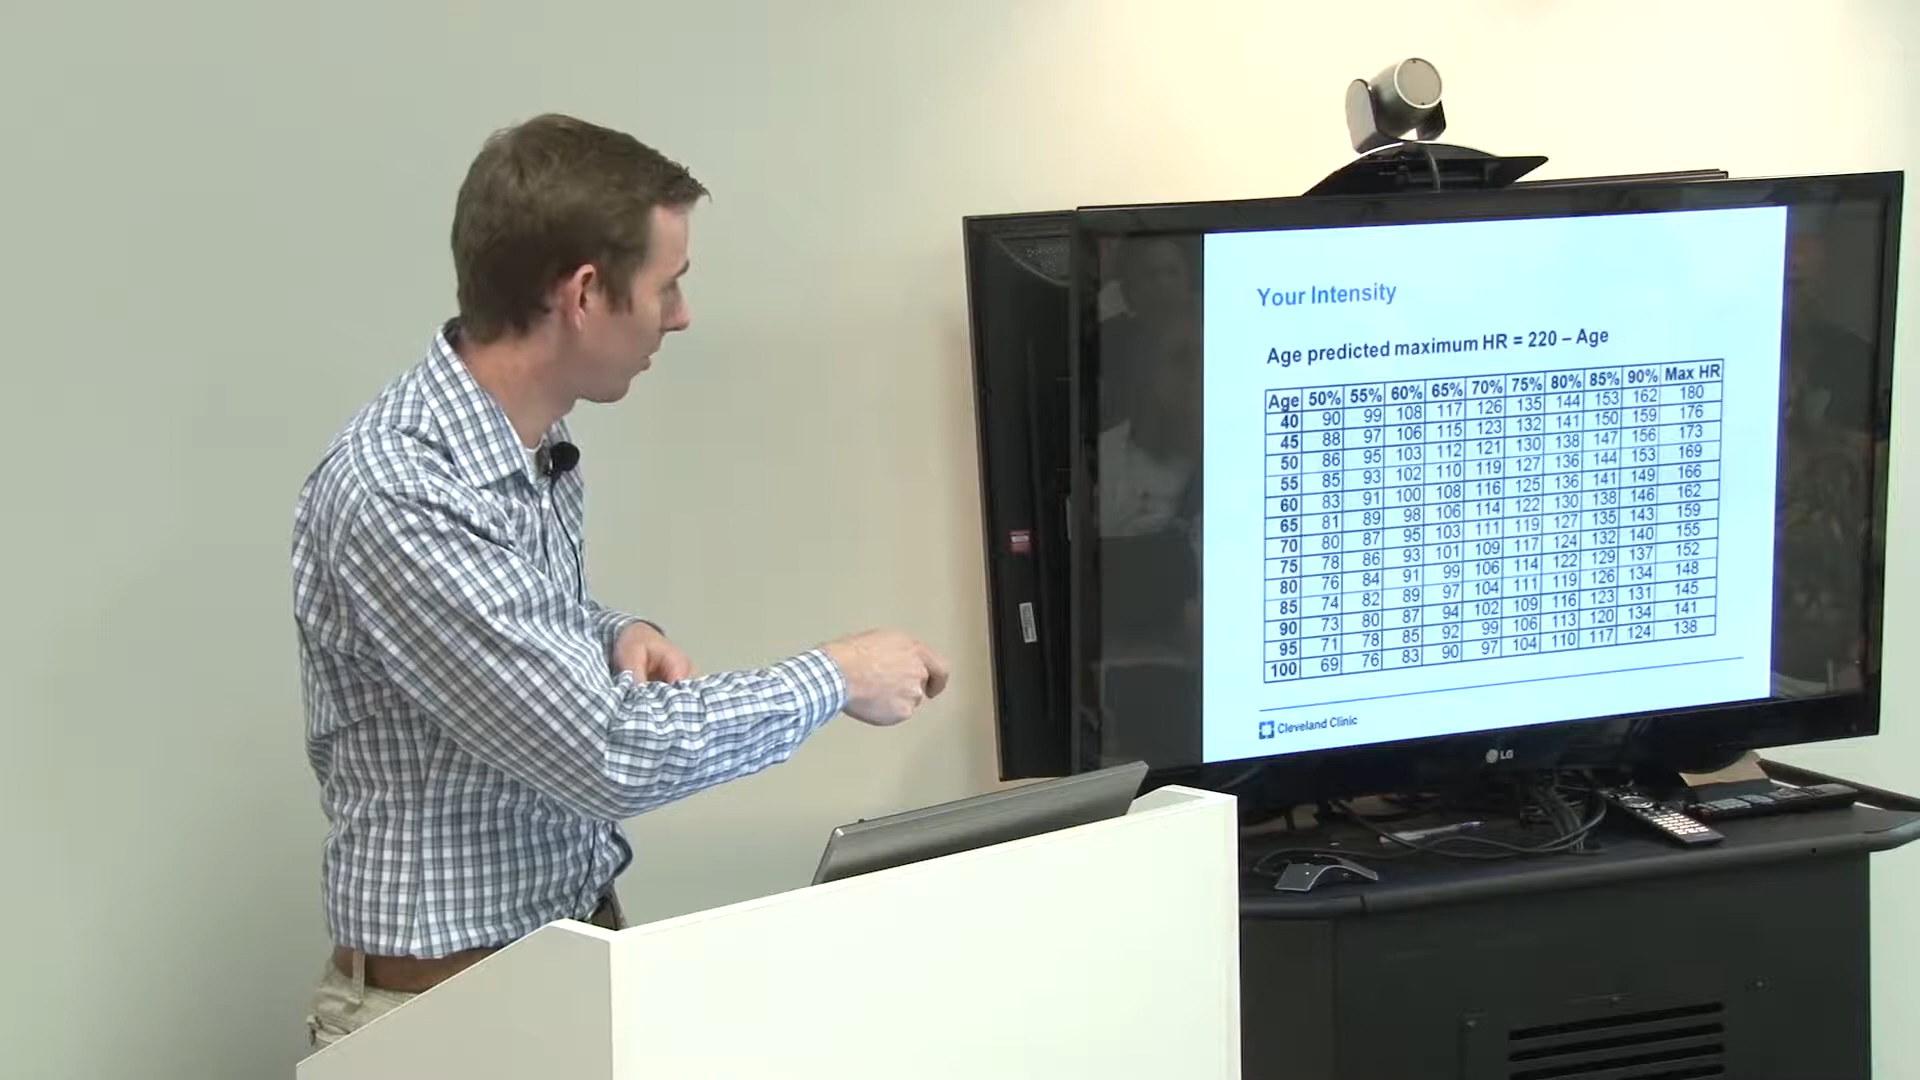 Your Intensity
Age predicted maximum HR = 220 – Age
Age 50% 55% 60% 65% 70% 75% 80% 85% 90% Max HR
40 90 99 108 117 126 135 144 153 162 180
45 88 97 106 115 123 132 141 150 159 176
50 86 95 103 112 121 130 138 147 156 173
55 85 93 102 110 119 127 136 144 153 169
60 83 91 100 108 116 125 136 141 149 166
65 81 89 98 106 114 122 130 138 146 162
70 80 87 95 103 111 119 127 135 143 159
75 78 86 93 101 109 117 124 132 140 155
80 76 84 91 99 106 114 122 129 137 152
85 74 82 89 97 104 111 119 126 134 148
90 73 80 87 94 102 109 116 123 131 145
95 71 78 85 92 99 106 113 120 134 141
100 69 76 83 90 97 104 110 117 124 138
Cleveland Clinic
LG